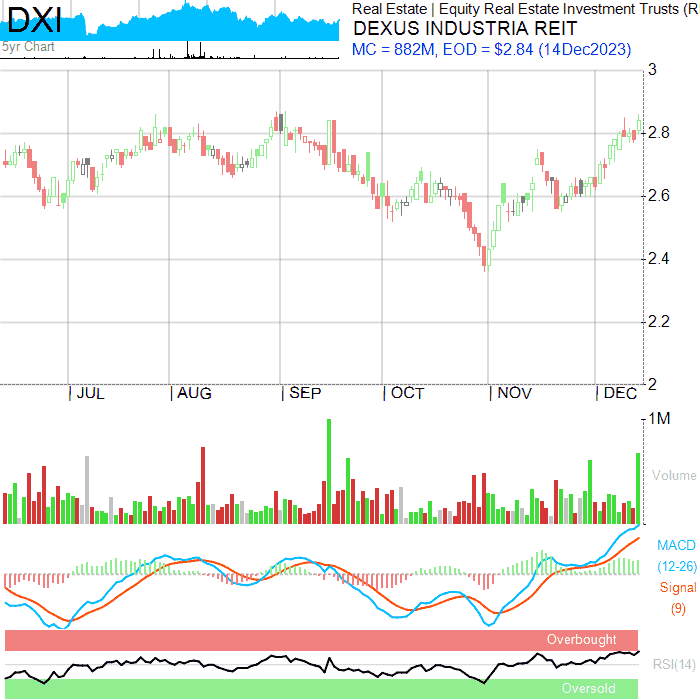 DXI
Real Estate | Equity Real Estate Investment Trusts (R
DEXUS INDUSTRIA REIT
MC = 882M, EOD = $2.84 (14Dec2023)
5yr Chart
3
2.8
2.6
2.4
2.2
2
JUL
AUG
SEP
OCT
NOV
DEC
1M
Volume
MACD
(12-26)
Signal
(9)
Overbought
RSI(14)
Oversold